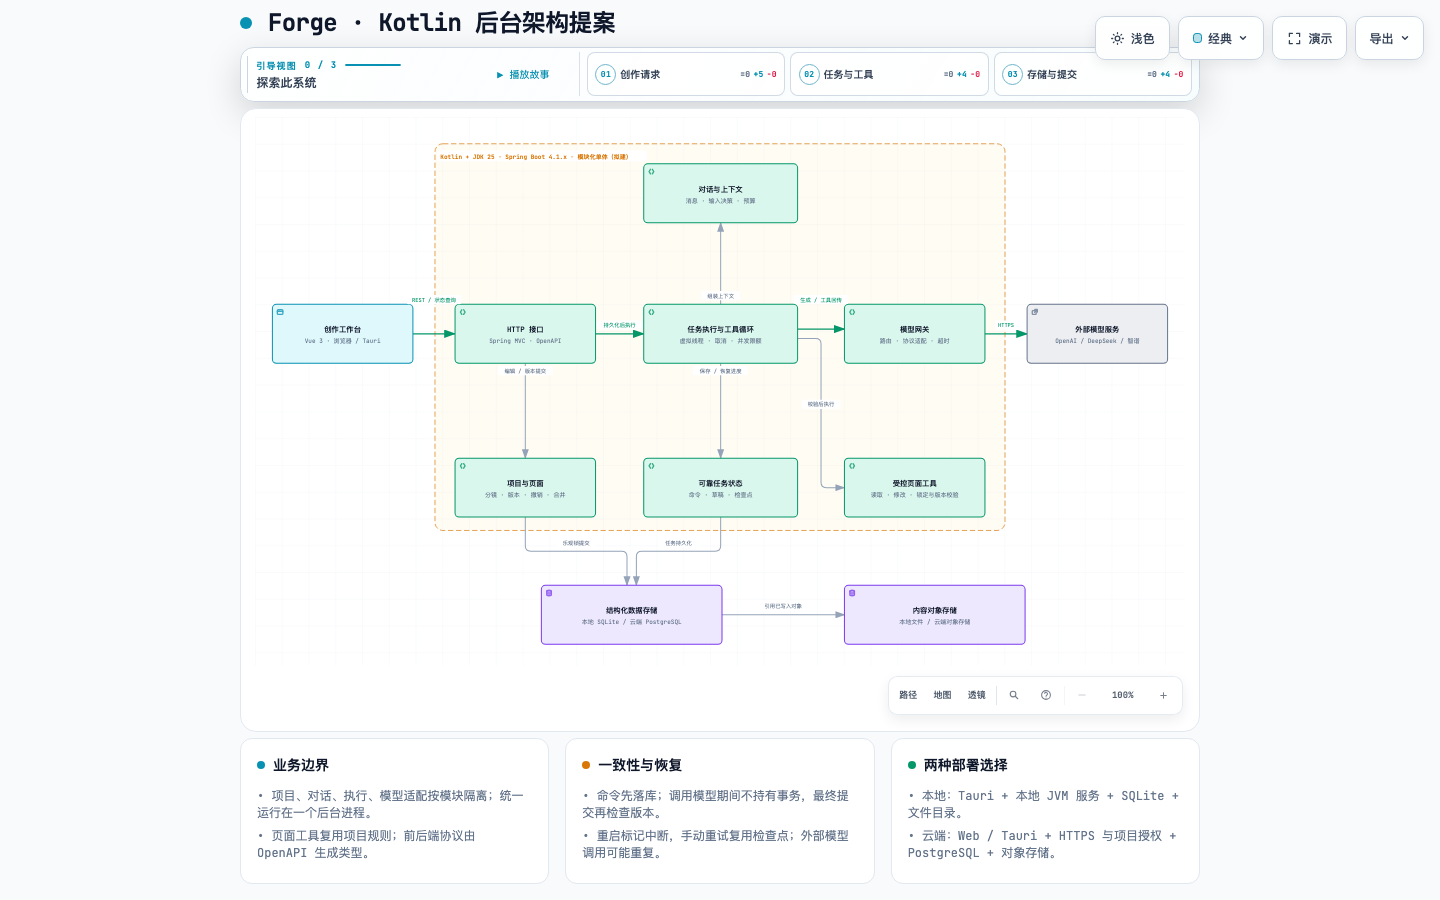 Forge · Kotlin 后台架构提案
浅色
经典
演示
导出
引导视图 0 / 3
探索此系统
▶ 播放故事
01 创作请求 ≡0 +5 -0
02 任务与工具 ≡0 +4 -0
03 存储与提交 ≡0 +4 -0
Kotlin + JDK 25 · Spring Boot 4.1.x · 模块化单体（拟建）
对话与上下文
消息 · 输入决策 · 预算
组装上下文
REST / 状态查询
生成 / 工具回传
创作工作台
Vue 3 · 浏览器 / Tauri
HTTP 接口
Spring MVC · OpenAPI
持久化后执行
任务执行与工具循环
虚拟线程 · 取消 · 并发限额
模型网关
路由 · 协议适配 · 超时
HTTPS
外部模型服务
OpenAI / DeepSeek / 智谱
编辑 / 版本提交
保存 / 恢复进度
校验后执行
项目与页面
分镜 · 版本 · 撤销 · 合并
可靠任务状态
命令 · 草稿 · 检查点
受控页面工具
读取 · 修改 · 锁定与版本校验
乐观锁提交
任务持久化
结构化数据存储
本地 SQLite / 云端 PostgreSQL
引用已写入对象
内容对象存储
本地文件 / 云端对象存储
路径
地图
透镜
100%
业务边界
• 项目、对话、执行、模型适配按模块隔离；统一
运行在一个后台进程。
• 页面工具复用项目规则；前后端协议由
OpenAPI 生成类型。
一致性与恢复
• 命令先落库；调用模型期间不持有事务，最终提
交再检查版本。
• 重启标记中断，手动重试复用检查点；外部模型
调用可能重复。
两种部署选择
• 本地：Tauri + 本地 JVM 服务 + SQLite +
文件目录。
• 云端：Web / Tauri + HTTPS 与项目授权 +
PostgreSQL + 对象存储。